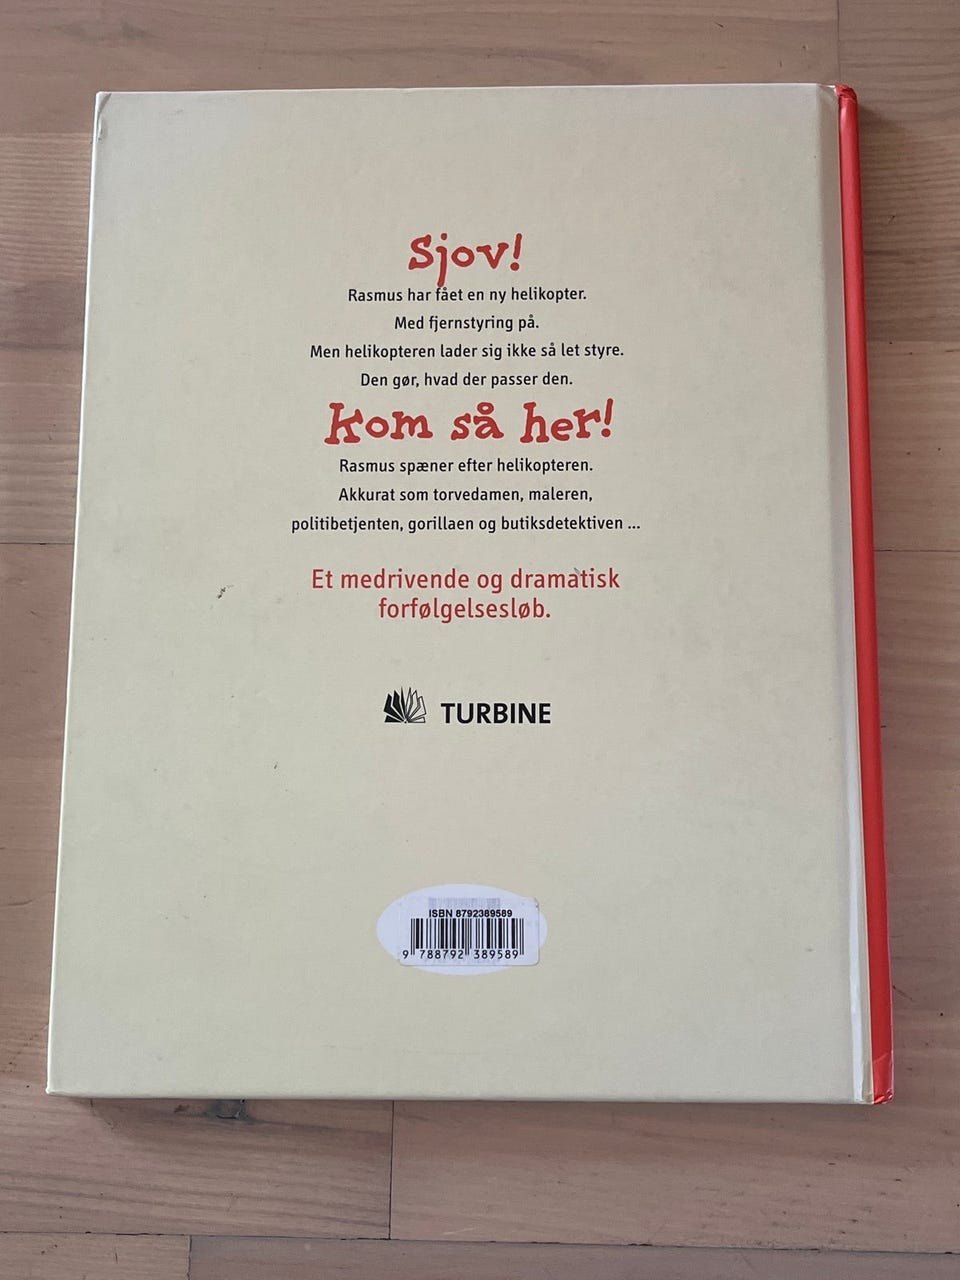 Sjov!
Rasmus har fået en ny helikopter.
Med fjernstyring på.
Men helikopteren lader sig ikke så let styre.
Den gør, hvad der passer den.
Kom så her!
Rasmus spæner efter helikopteren.
Akkurat som torvedamen, maleren,
politibetjenten, gorillaen og butiksdetektiven ...
Et medrivende og dramatisk
forfølgelsesløb.
TURBINE
ISBN 8792389589
9 788792 389589